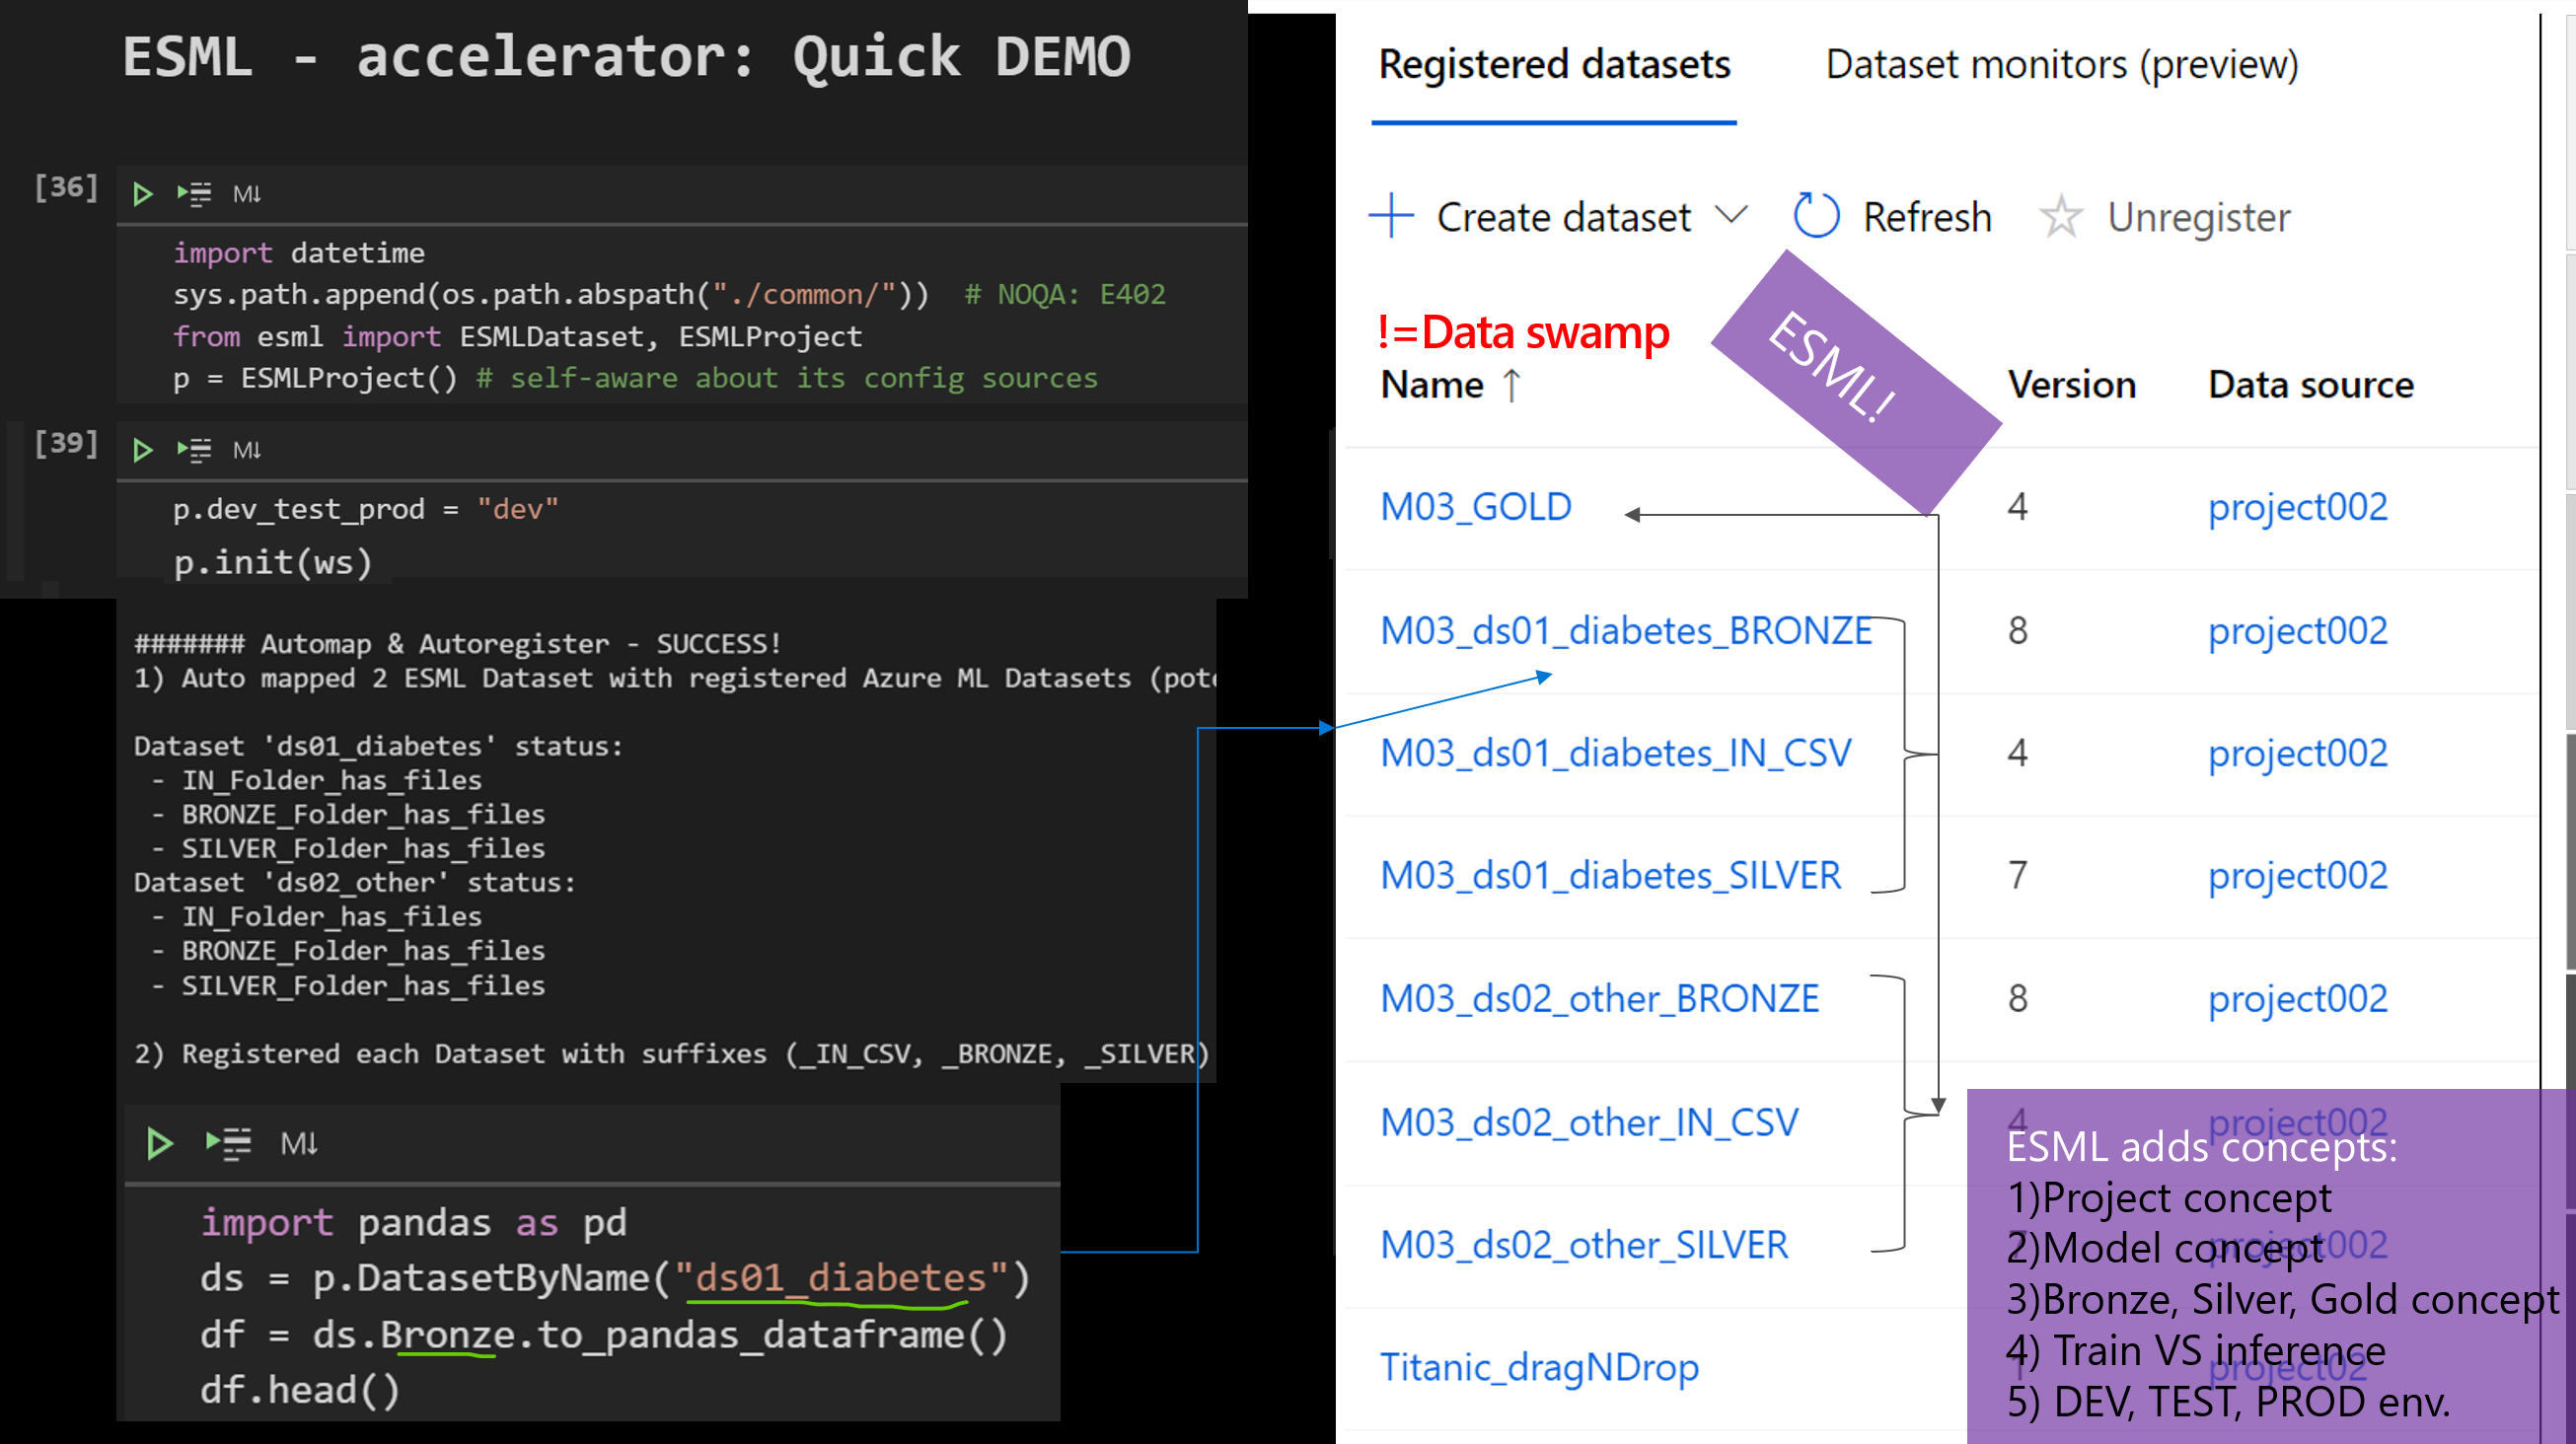 ESML - accelerator: Quick DEMO
[36]
M↓
import datetime
sys.path.append(os.path.abspath("./common/"))  # NOQA: E402
from esml import ESMLDataset, ESMLProject
p = ESMLProject() # self-aware about its config sources
[39]
M↓
p.dev_test_prod = "dev"
p.init(ws)
####### Automap & Autoregister - SUCCESS!
1) Auto mapped 2 ESML Dataset with registered Azure ML Datasets
Dataset 'ds01_diabetes' status:
- IN_Folder_has_files
- BRONZE_Folder_has_files
- SILVER_Folder_has_files
Dataset 'ds02_other' status:
- IN_Folder_has_files
- BRONZE_Folder_has_files
- SILVER_Folder_has_files
2) Registered each Dataset with suffixes (_IN_CSV, _BRONZE, _SILVER)
M↓
import pandas as pd
ds = p.DatasetByName("ds01_diabetes")
df = ds.Bronze.to_pandas_dataframe()
df.head()
Registered datasets Dataset monitors (preview)
Create dataset Refresh Unregister
!=Data swamp
ESML!
Name ↑ Version Data source
M03_GOLD 4 project002
M03_ds01_diabetes_BRONZE 8 project002
M03_ds01_diabetes_IN_CSV 4 project002
M03_ds01_diabetes_SILVER 7 project002
M03_ds02_other_BRONZE 8 project002
M03_ds02_other_IN_CSV 4 project002
M03_ds02_other_SILVER 7 project002
Titanic_dragNDrop 1 project02
ESML adds concepts:
1)Project concept
2)Model concept
3)Bronze, Silver, Gold concept
4) Train VS inference
5) DEV, TEST, PROD env.